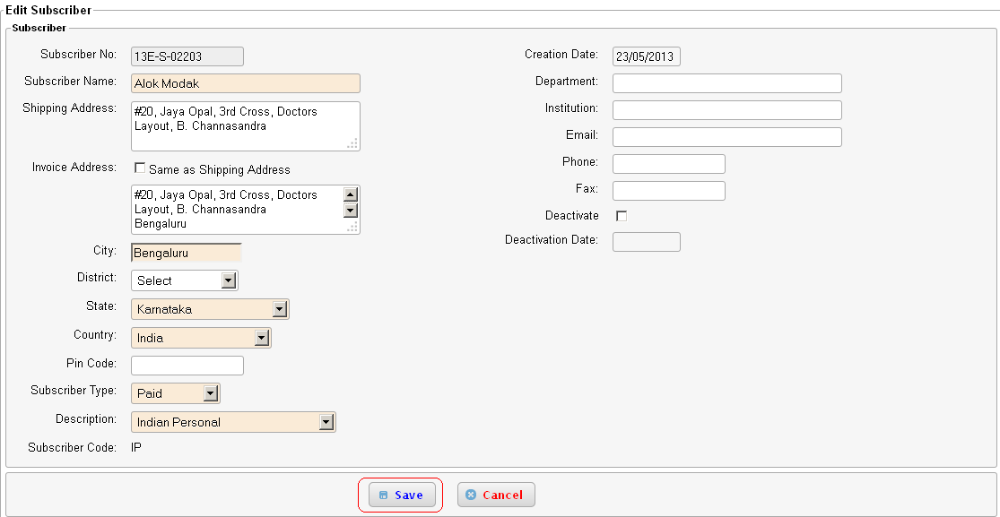 Edit Subscriber
Subscriber
Subscriber No: 13E-S-02203
Subscriber Name: Alok Modak
Shipping Address: #20, Jaya Opal, 3rd Cross, Doctors
Layout, B. Channasandra
Invoice Address: Same as Shipping Address
#20, Jaya Opal, 3rd Cross, Doctors
Layout, B. Channasandra
Bengaluru
City: Bengaluru
District: Select
State: Karnataka
Country: India
Pin Code:
Subscriber Type: Paid
Description: Indian Personal
Subscriber Code: IP
Creation Date: 23/05/2013
Department:
Institution:
Email:
Phone:
Fax:
Deactivate
Deactivation Date:
Save Cancel